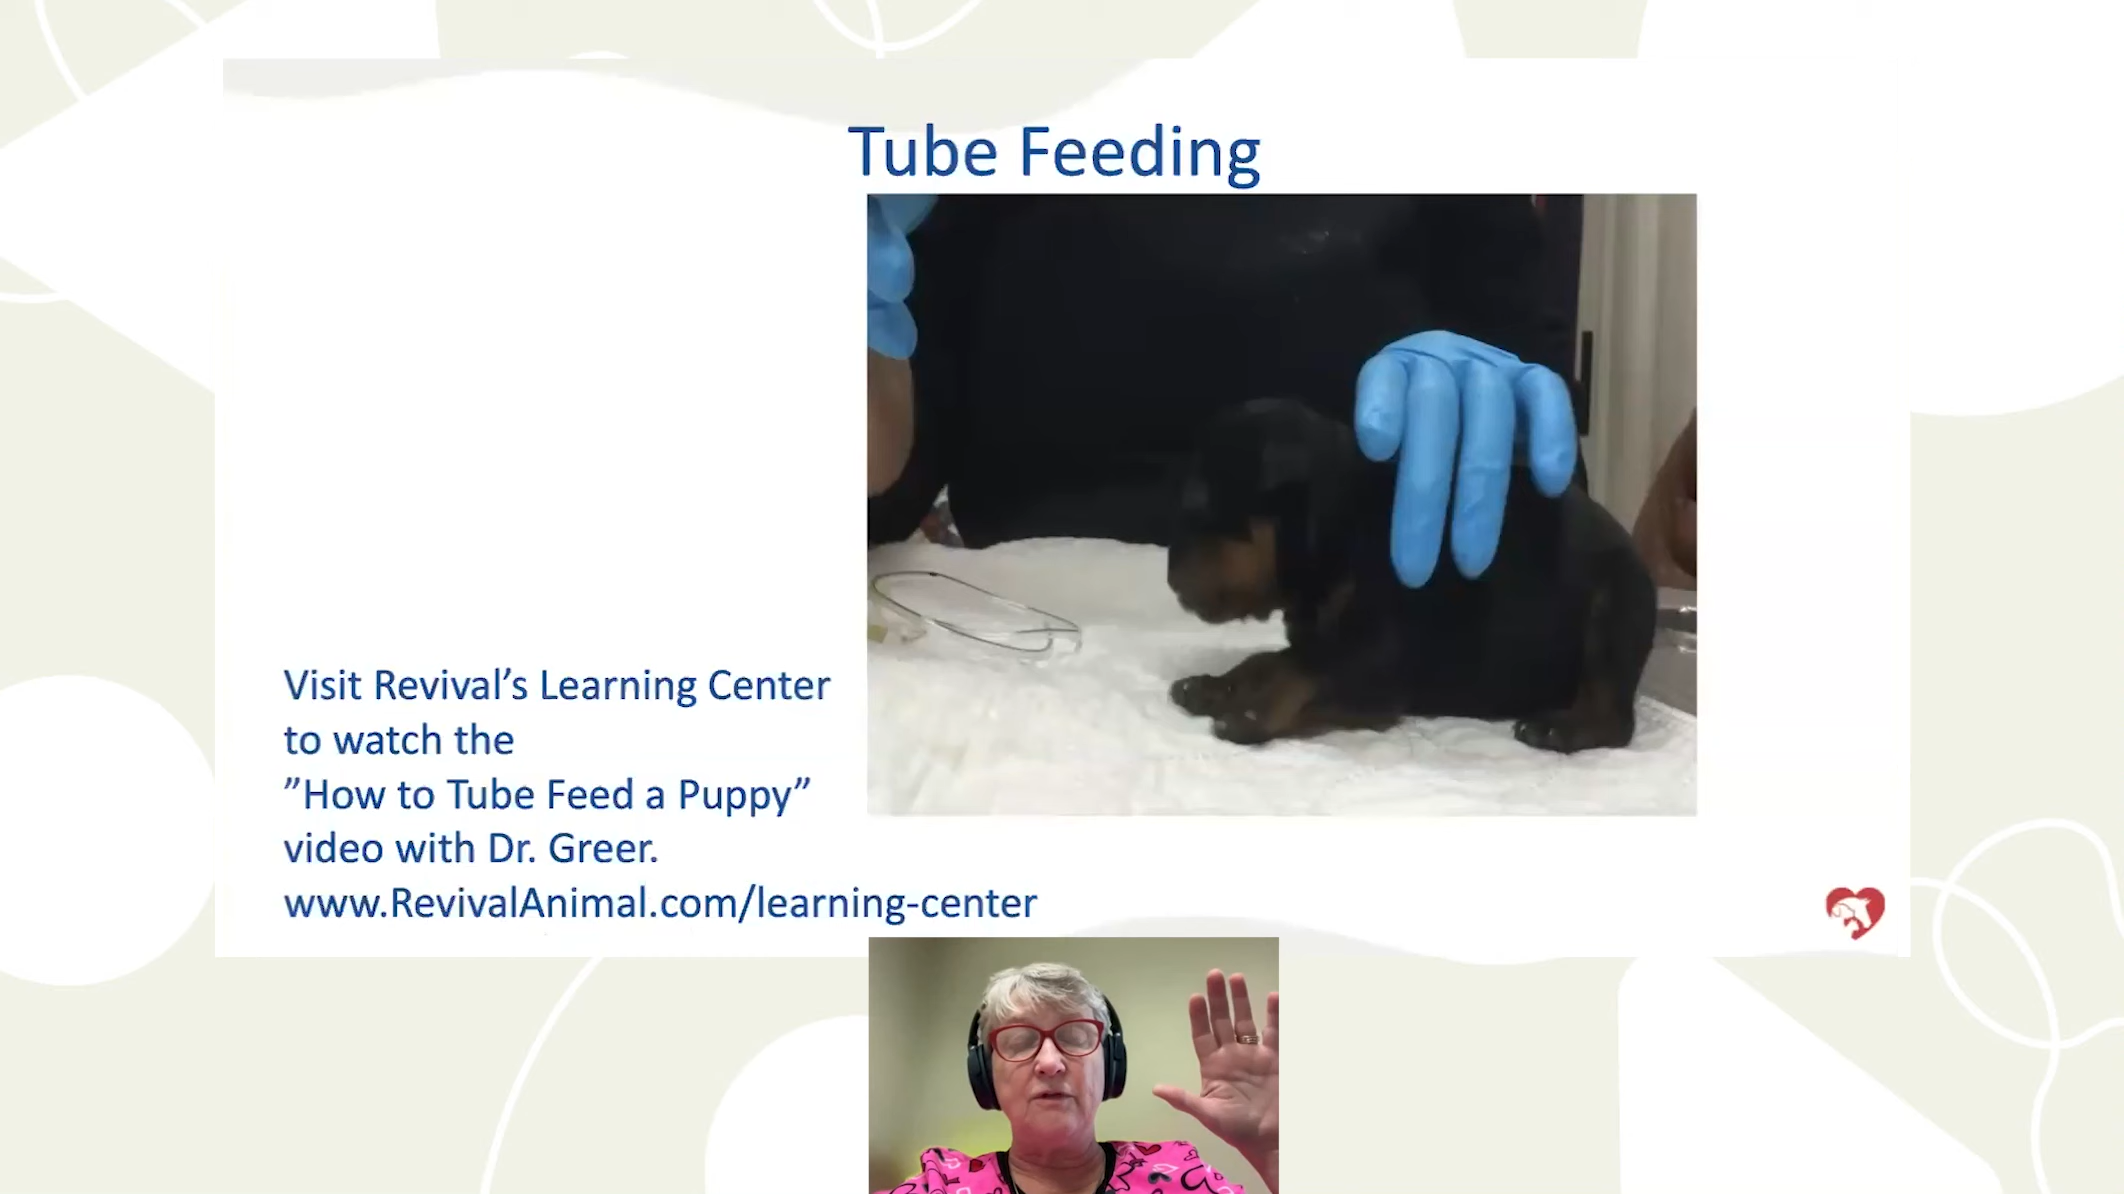 Tube Feeding
Visit Revival’s Learning Center
to watch the
”How to Tube Feed a Puppy”
video with Dr. Greer.
www.RevivalAnimal.com/learning-center